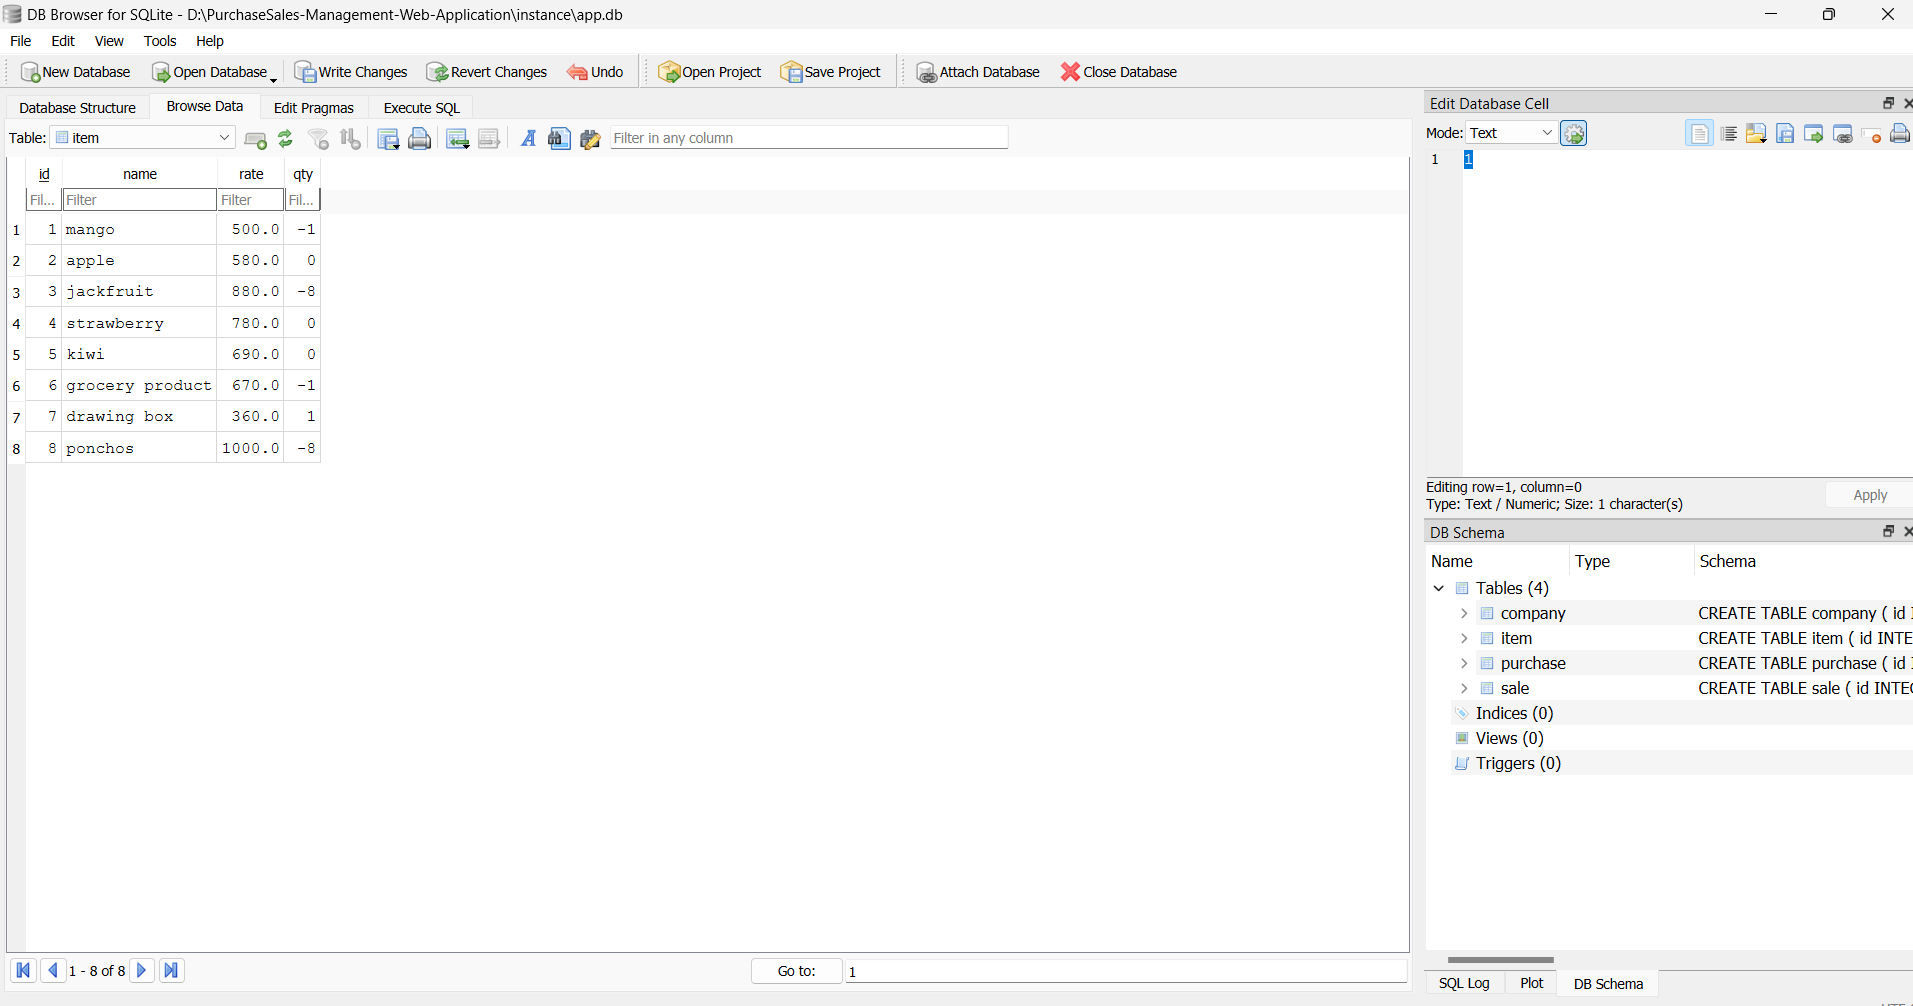 DB Browser for SQLite - D:\PurchaseSales-Management-Web-Application\instance\app.db
File Edit View Tools Help
New Database Open Database Write Changes Revert Changes Undo Open Project Save Project Attach Database Close Database
Database Structure Browse Data Edit Pragmas Execute SQL
Table: item Filter in any column
id name rate qty
Fil... Filter Filter Fil...
1 1 mango 500.0 -1
2 2 apple 580.0 0
3 3 jackfruit 880.0 -8
4 4 strawberry 780.0 0
5 5 kiwi 690.0 0
6 6 grocery product 670.0 -1
7 7 drawing box 360.0 1
8 8 ponchos 1000.0 -8
1 - 8 of 8 Go to: 1
Edit Database Cell
Mode: Text
1 1
Editing row=1, column=0
Type: Text / Numeric; Size: 1 character(s)
Apply
DB Schema
Name Type Schema
Tables (4)
company CREATE TABLE company ( id I
item CREATE TABLE item ( id INTE
purchase CREATE TABLE purchase ( id I
sale CREATE TABLE sale ( id INTEG
Indices (0)
Views (0)
Triggers (0)
SQL Log Plot DB Schema